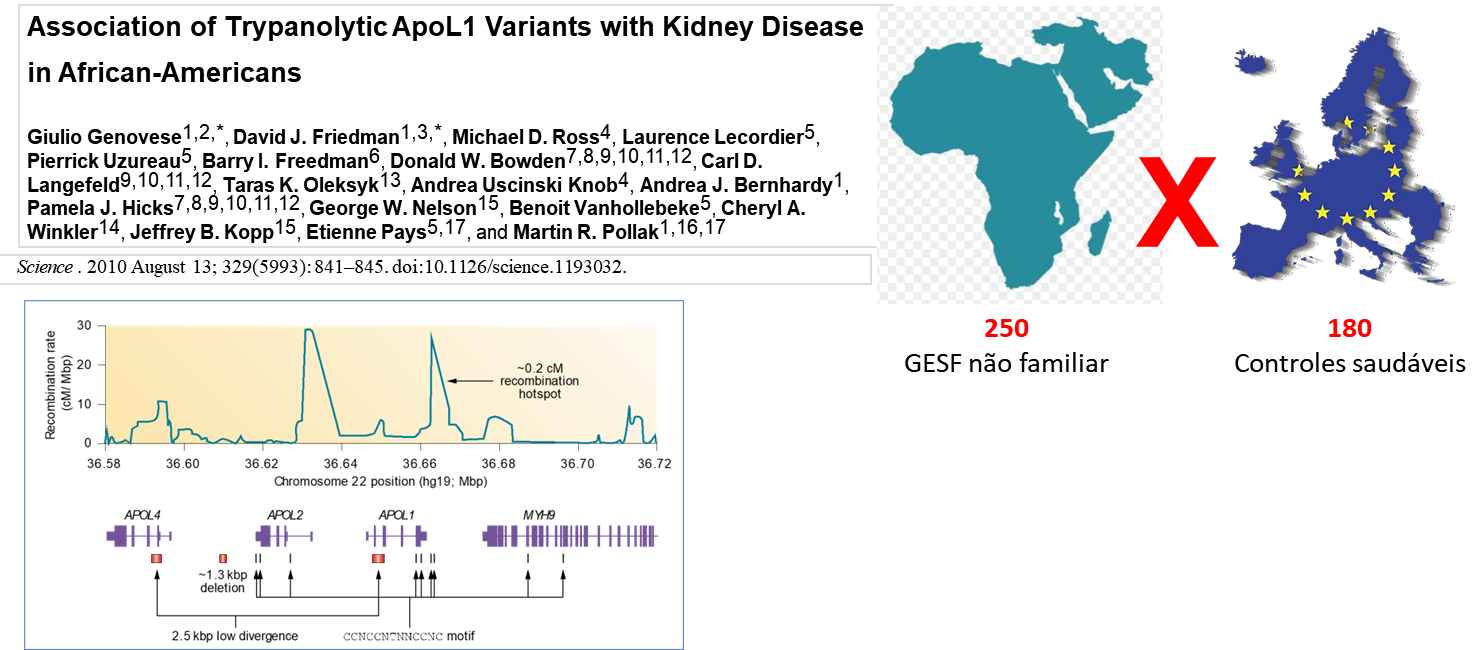 Association of Trypanolytic ApoL1 Variants with Kidney Disease
in African-Americans
Giulio Genovese1,2,*, David J. Friedman1,3,*, Michael D. Ross4, Laurence Lecordier5,
Pierrick Uzureau5, Barry I. Freedman6, Donald W. Bowden7,8,9,10,11,12, Carl D.
Langefeld9,10,11,12, Taras K. Oleksyk13, Andrea Uscinski Knob4, Andrea J. Bernhardy1,
Pamela J. Hicks7,8,9,10,11,12, George W. Nelson15, Benoit Vanhollebeke5, Cheryl A.
Winkler14, Jeffrey B. Kopp15, Etienne Pays5,17, and Martin R. Pollak1,16,17
Science . 2010 August 13; 329(5993): 841–845. doi:10.1126/science.1193032.
X
250
GESF não familiar
180
Controles saudáveis
Recombination rate
(cM/ Mbp)
30
20
10
0
~0.2 cM
recombination
hotspot
36.58 36.60 36.62 36.64 36.66 36.68 36.70 36.72
Chromosome 22 position (hg19; Mbp)
APOL4 APOL2 APOL1 MYH9
~1.3 kbp
deletion
2.5 kbp low divergence
CCNCCNTNNCCNC motif